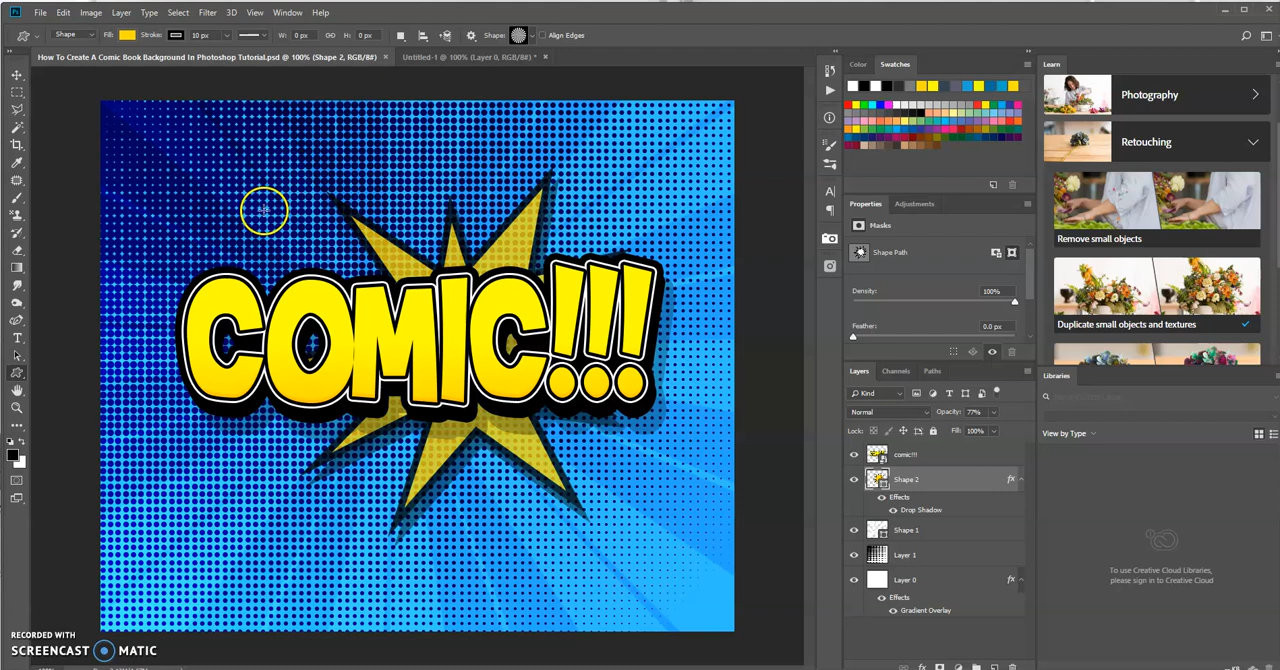 Ps File Edit Image Layer Type Select Filter 3D View Window Help
Shape Fill: Stroke: 10 px W: 0 px H: 0 px Shape: Align Edges
How To Create A Comic Book Background In Photoshop Tutorial.psd @ 100% (Shape 2, RGB/8#) × Untitled-1 @ 100% (Layer 0, RGB/8#) * ×
Color Swatches
Learn
Photography
Retouching
Remove small objects
Duplicate small objects and textures
Properties Adjustments
Masks
Shape Path
Density: 100%
Feather: 0.0 px
COMIC!!!
Layers Channels Paths
Kind
Normal Opacity: 77%
Lock: Fill: 100%
comic!!!
Shape 2 fx
Effects
Drop Shadow
Shape 1
Layer 1
Layer 0 fx
Effects
Gradient Overlay
Libraries
View by Type
To use Creative Cloud Libraries,
please sign in to Creative Cloud
RECORDED WITH
SCREENCAST MATIC